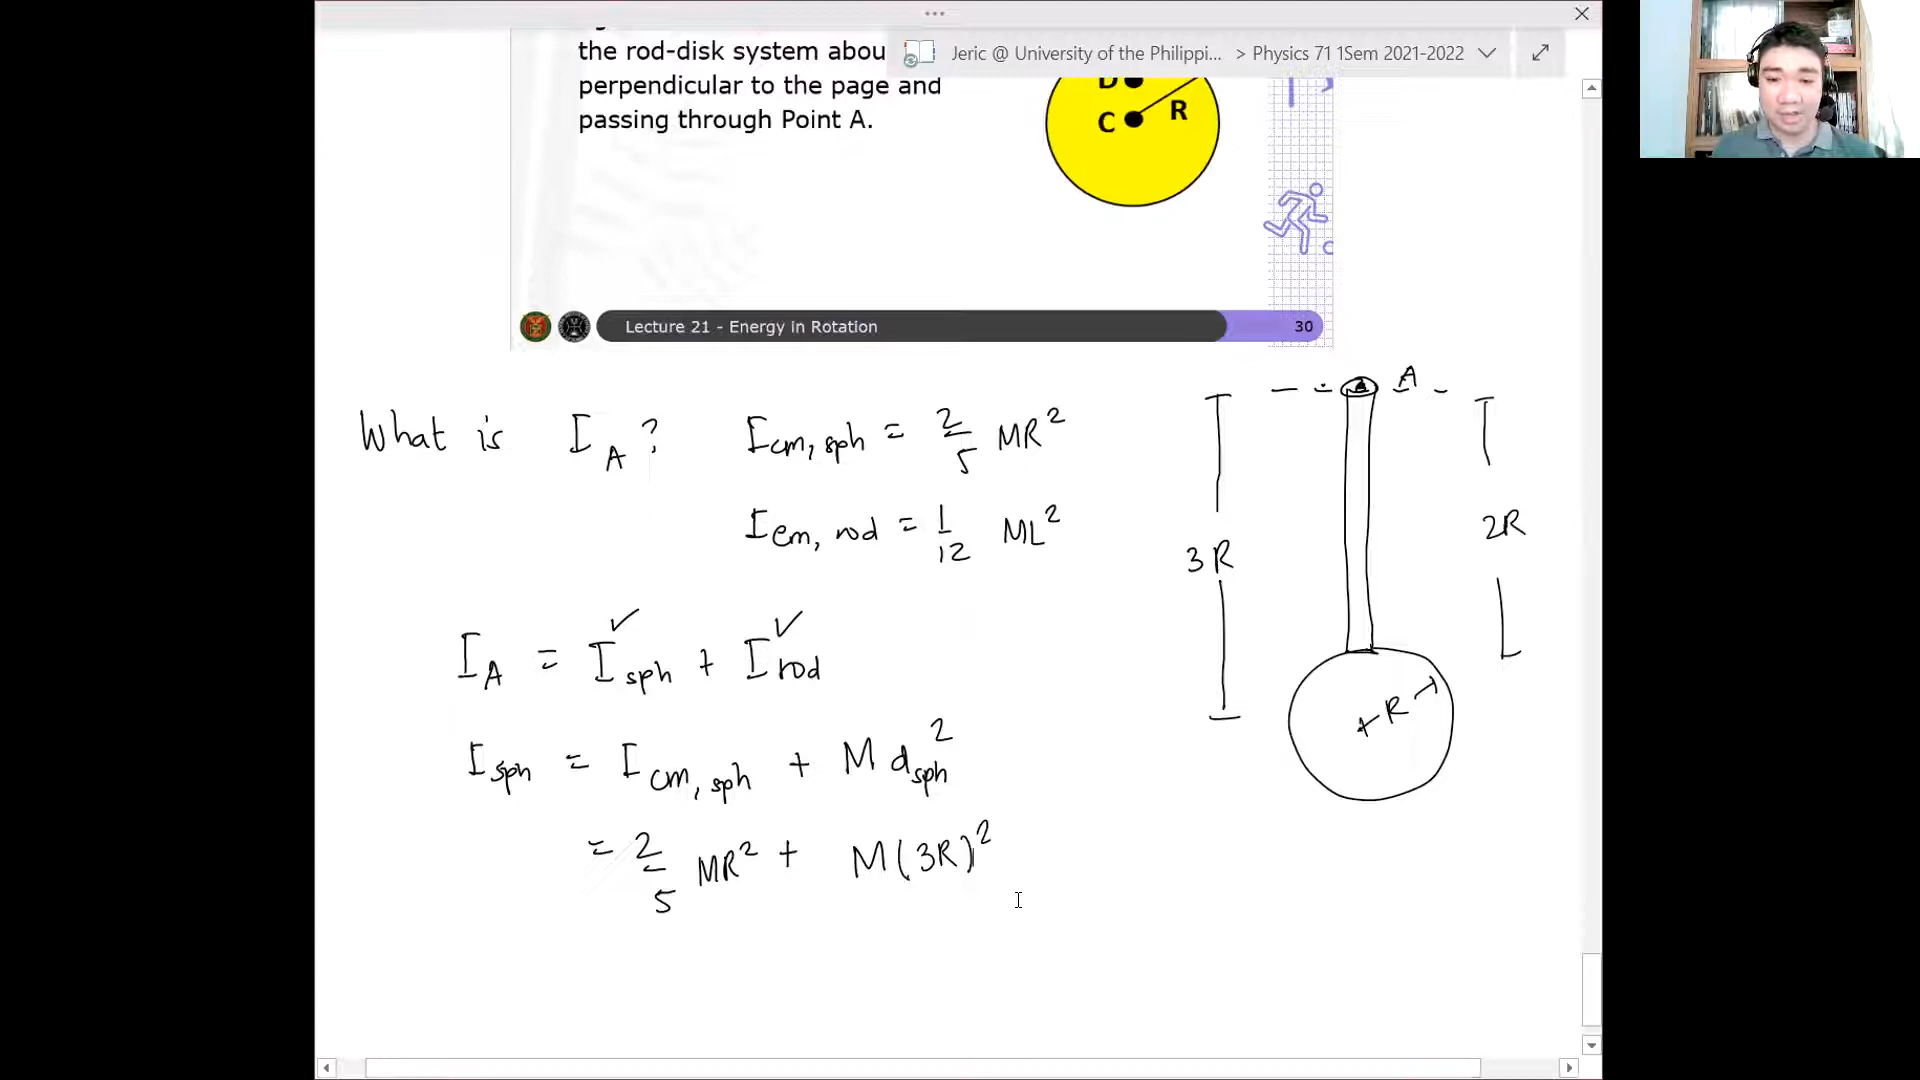 Jeric @ University of the Philippi... > Physics 71 1Sem 2021-2022
the rod-disk system abou
perpendicular to the page and
passing through Point A.
D
C
R
Lecture 21 - Energy in Rotation
30
What is I_A? I_cm, sph = 2/5 MR^2
I_cm, rod = 1/12 ML^2
I_A = I_sph ✓ + I_rod ✓
I_sph = I_cm, sph + M d_sph^2
= 2/5 MR^2 + M(3R)^2
A
3R
2R
R